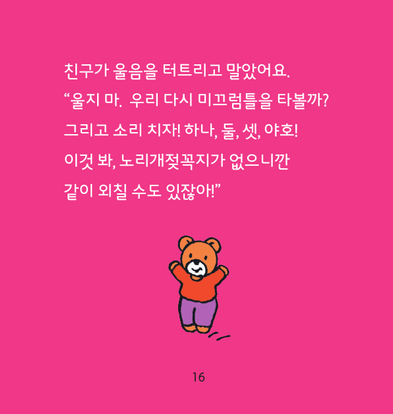 친구가 울음을 터트리고 말았어요.
“울지 마. 우리 다시 미끄럼틀을 타볼까?
그리고 소리 치자! 하나, 둘, 셋, 야호!
이것 봐, 노리개젖꼭지가 없으니깐
같이 외칠 수도 있잖아!”
16